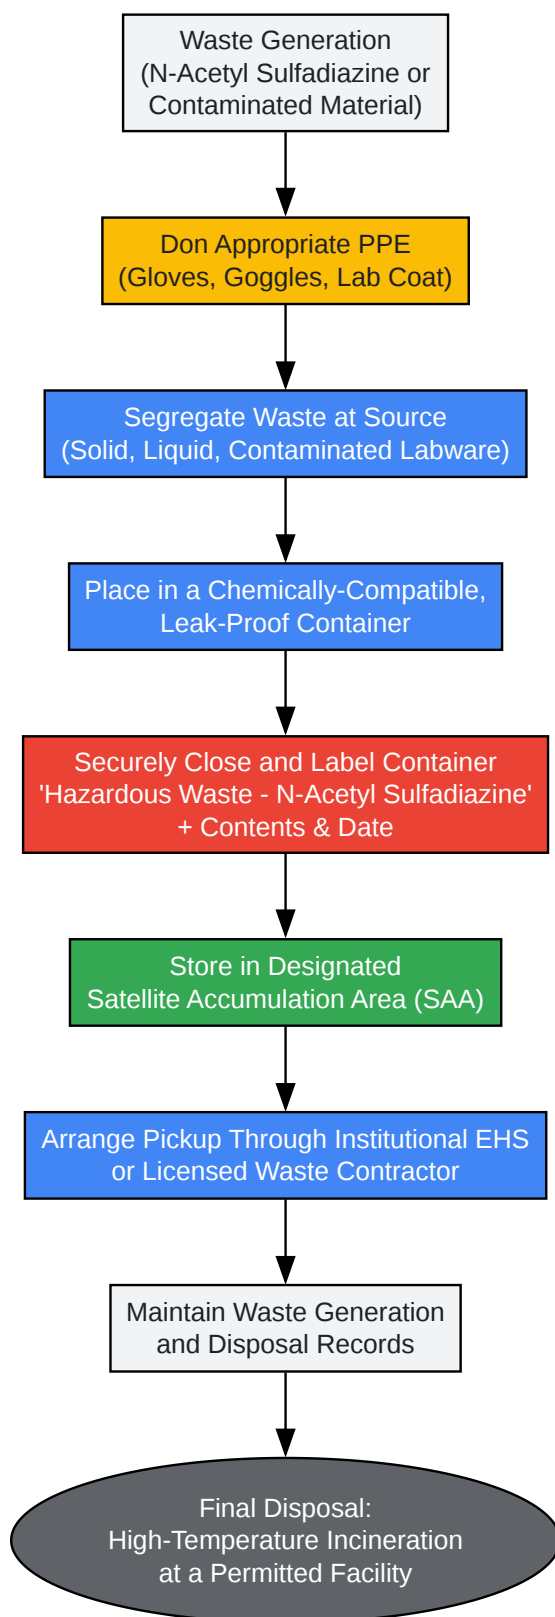 Waste Generation
(N-Acetyl Sulfadiazine or
Contaminated Material)
Don Appropriate PPE
(Gloves, Goggles, Lab Coat)
Segregate Waste at Source
(Solid, Liquid, Contaminated Labware)
Place in a Chemically-Compatible,
Leak-Proof Container
Securely Close and Label Container
'Hazardous Waste - N-Acetyl Sulfadiazine'
+ Contents & Date
Store in Designated
Satellite Accumulation Area (SAA)
Arrange Pickup Through Institutional EHS
or Licensed Waste Contractor
Maintain Waste Generation
and Disposal Records
Final Disposal:
High-Temperature Incineration
at a Permitted Facility